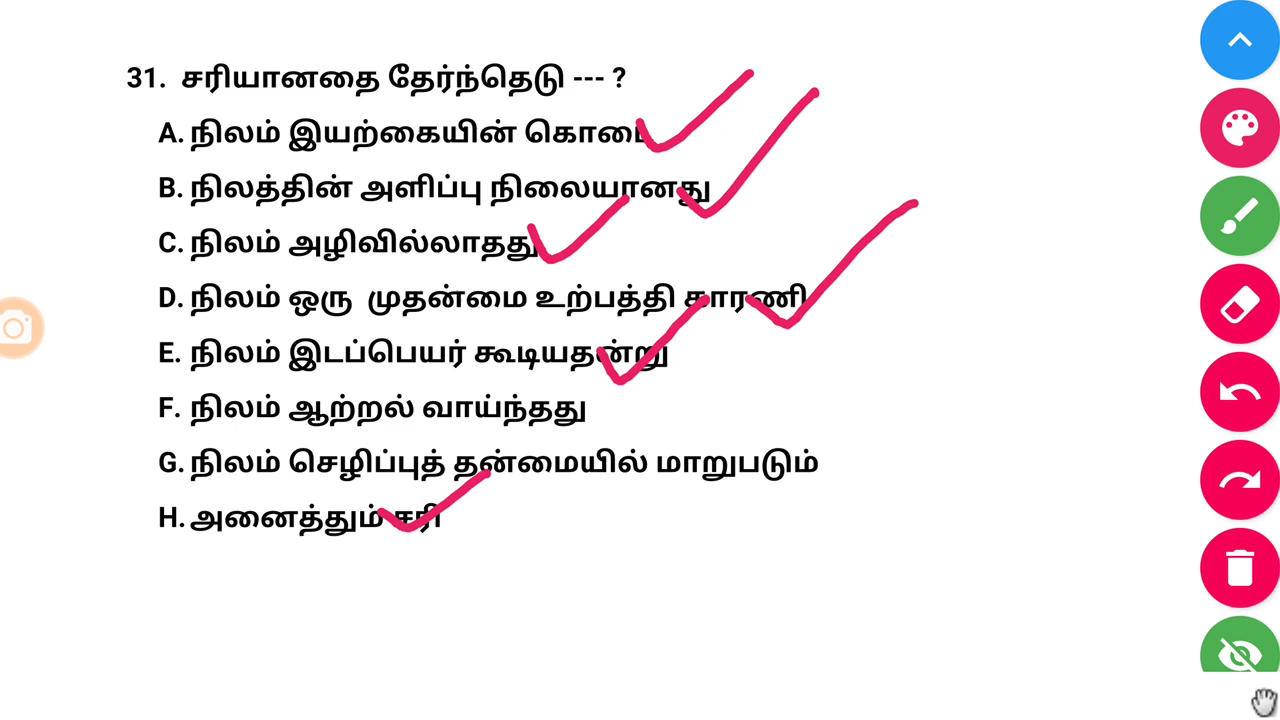 31. சரியானதை தேர்ந்தெடு --- ?
A. நிலம் இயற்கையின் கொடை
B. நிலத்தின் அளிப்பு நிலையானது
C. நிலம் அழிவில்லாதது
D. நிலம் ஒரு முதன்மை உற்பத்தி காரணி
E. நிலம் இடப்பெயர் கூடியதன்று
F. நிலம் ஆற்றல் வாய்ந்தது
G. நிலம் செழிப்புத் தன்மையில் மாறுபடும்
H. அனைத்தும் சரி